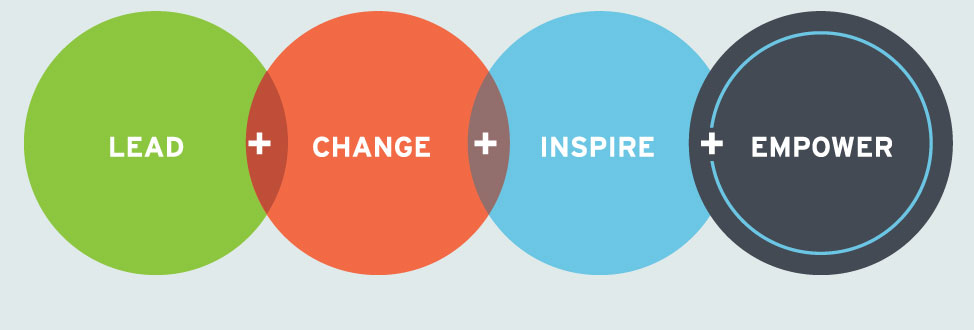 LEAD + CHANGE + INSPIRE + EMPOWER